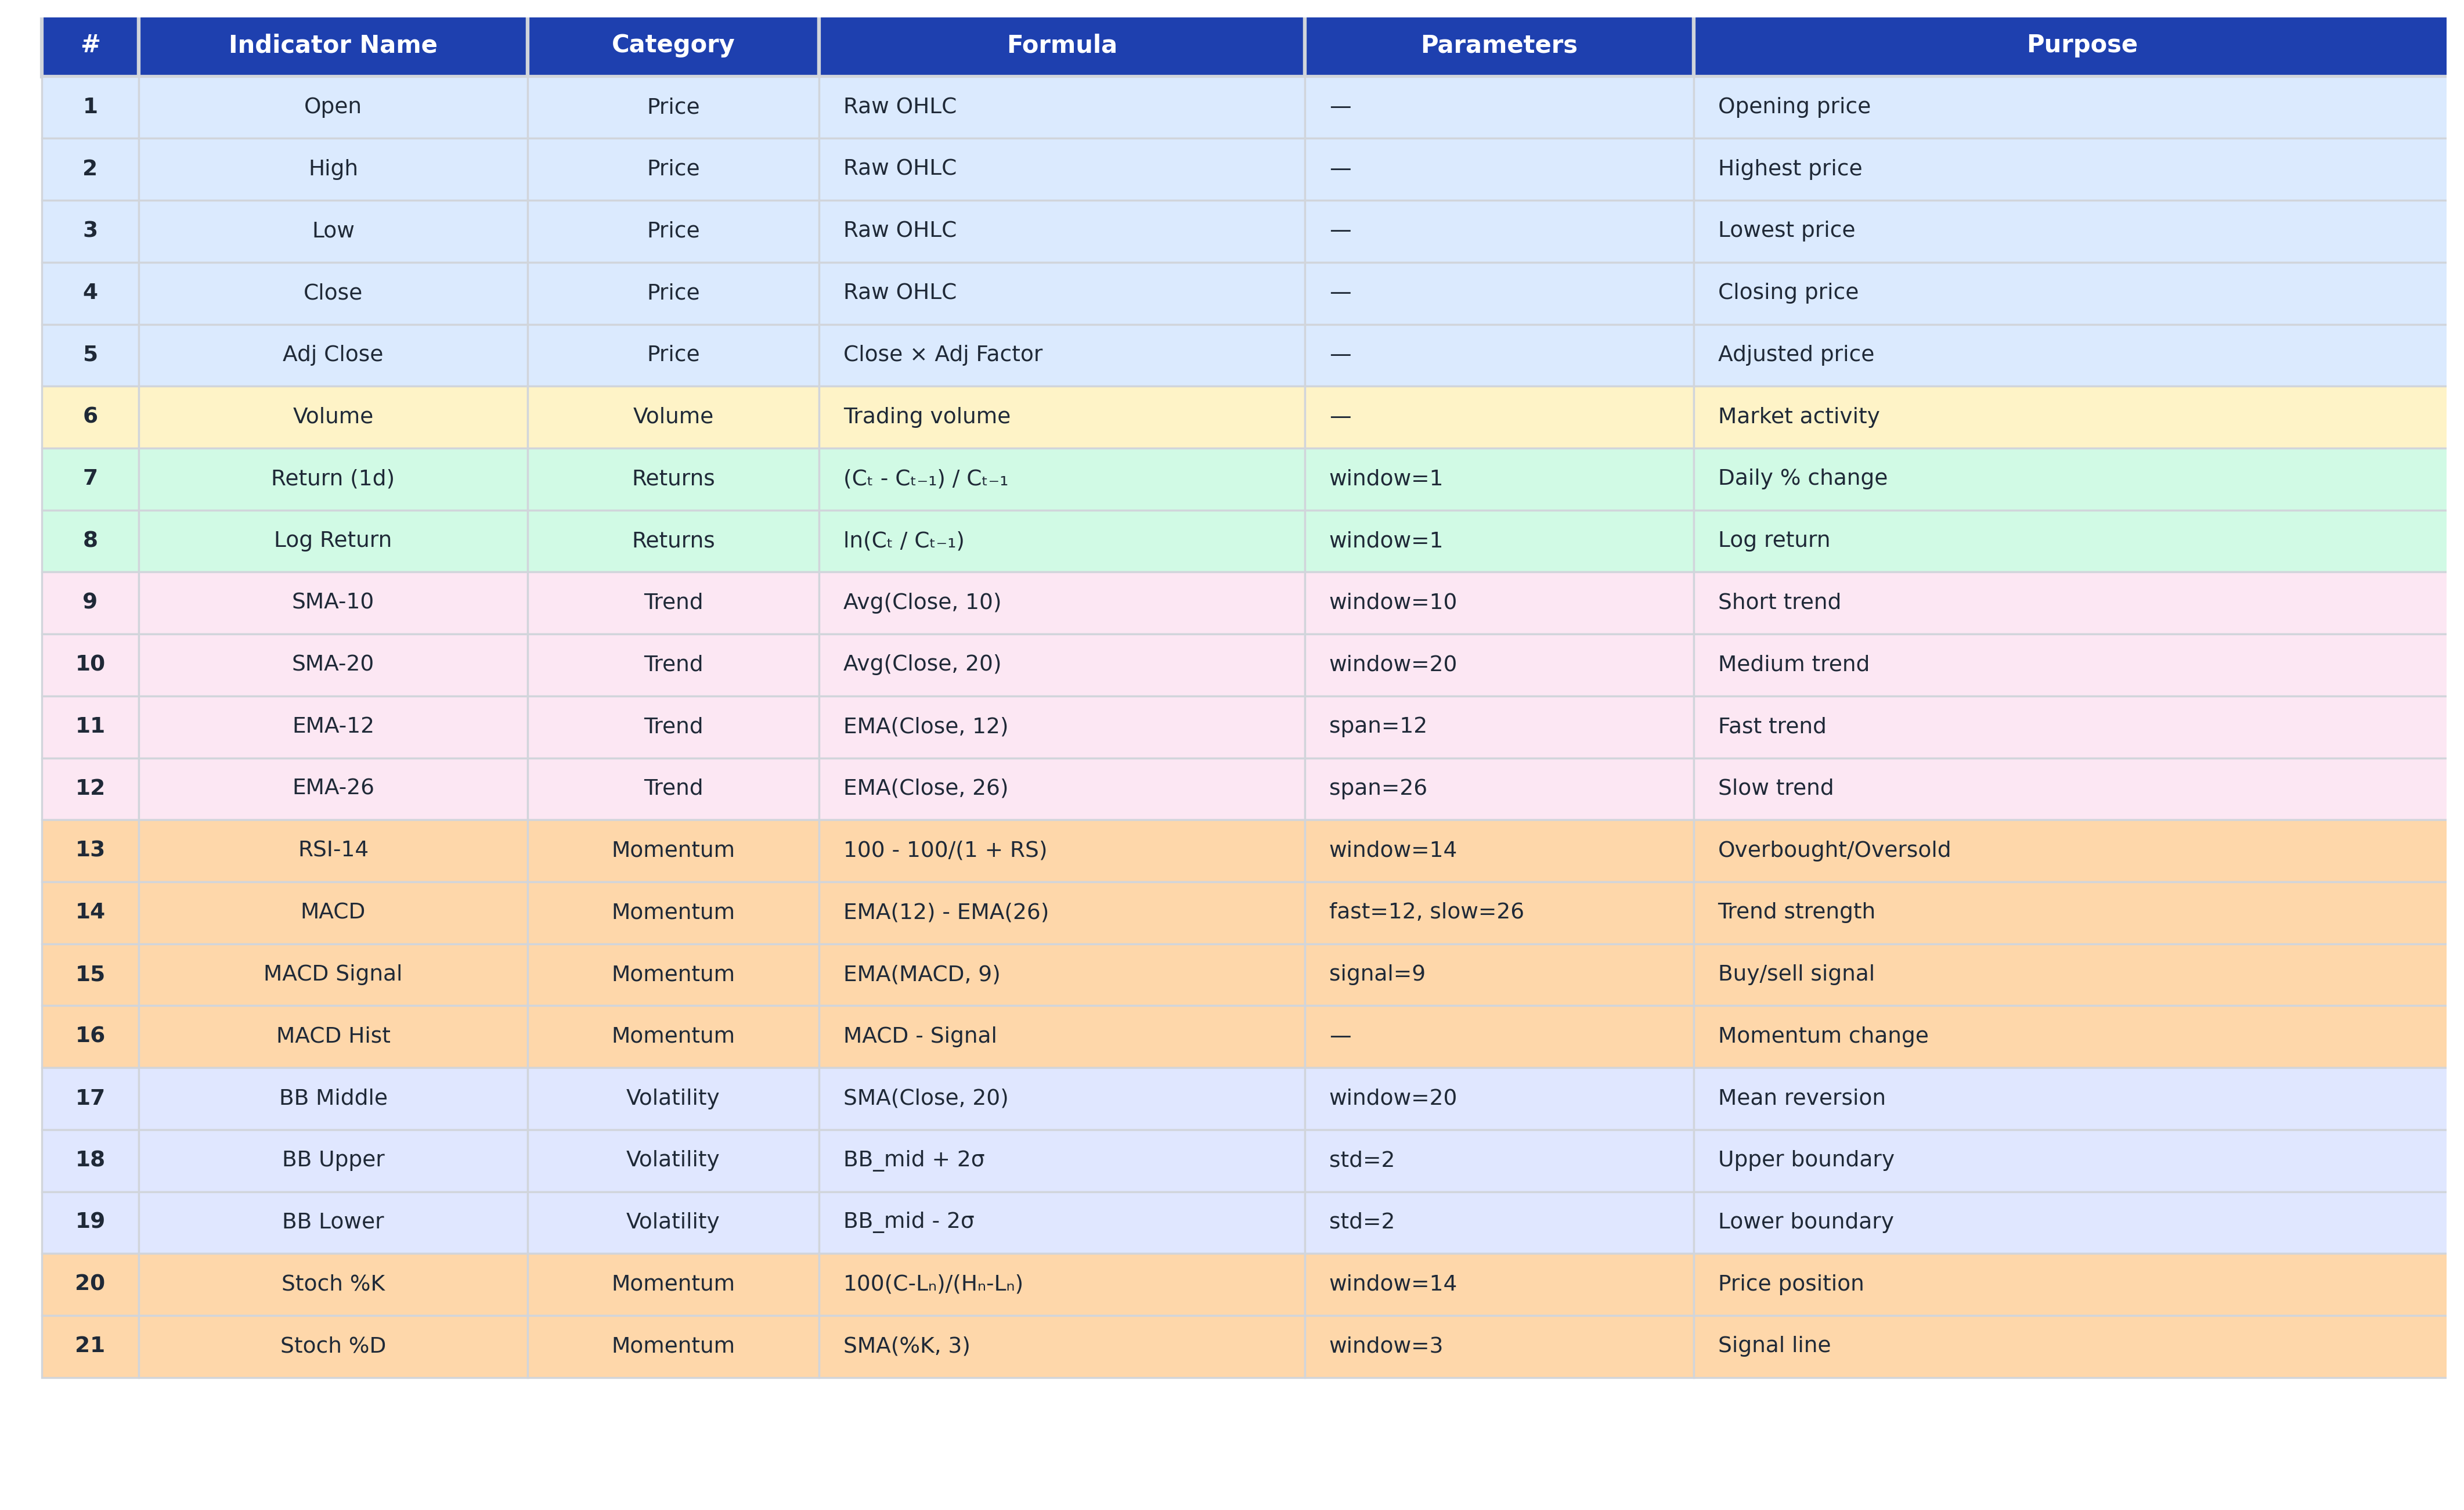 # Indicator Name Category Formula Parameters Purpose
1 Open Price Raw OHLC — Opening price
2 High Price Raw OHLC — Highest price
3 Low Price Raw OHLC — Lowest price
4 Close Price Raw OHLC — Closing price
5 Adj Close Price Close × Adj Factor — Adjusted price
6 Volume Volume Trading volume — Market activity
7 Return (1d) Returns (Cₜ - Cₜ₋₁) / Cₜ₋₁ window=1 Daily % change
8 Log Return Returns ln(Cₜ / Cₜ₋₁) window=1 Log return
9 SMA-10 Trend Avg(Close, 10) window=10 Short trend
10 SMA-20 Trend Avg(Close, 20) window=20 Medium trend
11 EMA-12 Trend EMA(Close, 12) span=12 Fast trend
12 EMA-26 Trend EMA(Close, 26) span=26 Slow trend
13 RSI-14 Momentum 100 - 100/(1 + RS) window=14 Overbought/Oversold
14 MACD Momentum EMA(12) - EMA(26) fast=12, slow=26 Trend strength
15 MACD Signal Momentum EMA(MACD, 9) signal=9 Buy/sell signal
16 MACD Hist Momentum MACD - Signal — Momentum change
17 BB Middle Volatility SMA(Close, 20) window=20 Mean reversion
18 BB Upper Volatility BB_mid + 2σ std=2 Upper boundary
19 BB Lower Volatility BB_mid - 2σ std=2 Lower boundary
20 Stoch %K Momentum 100(C-Lₙ)/(Hₙ-Lₙ) window=14 Price position
21 Stoch %D Momentum SMA(%K, 3) window=3 Signal line